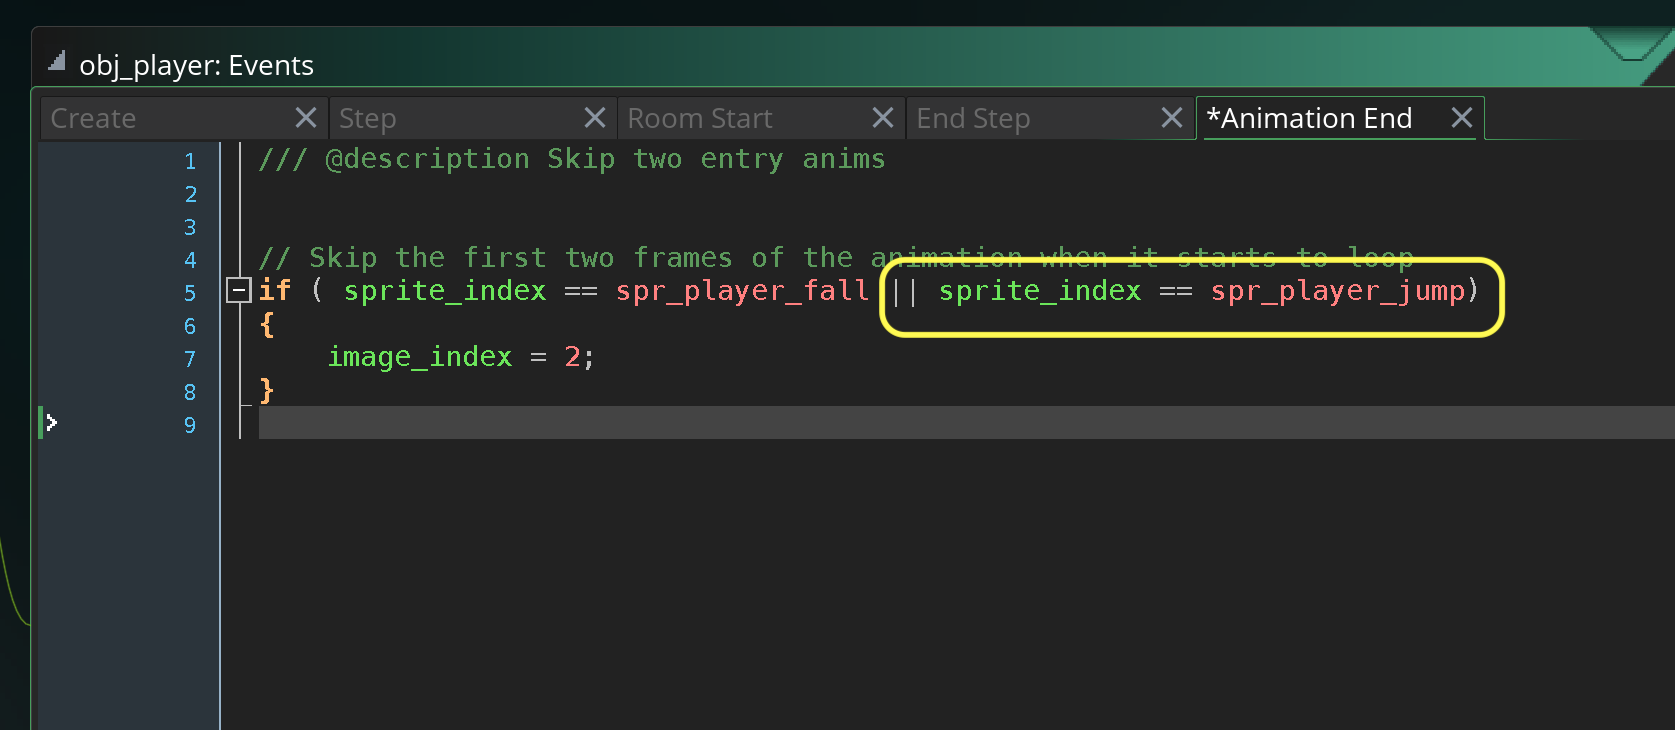 obj_player: Events
Create Step Room Start End Step *Animation End
1 /// @description Skip two entry anims
2
3
4 // Skip the first two frames of the animation when it starts to loop
5 if ( sprite_index == spr_player_fall || sprite_index == spr_player_jump)
6 {
7 image_index = 2;
8 }
9